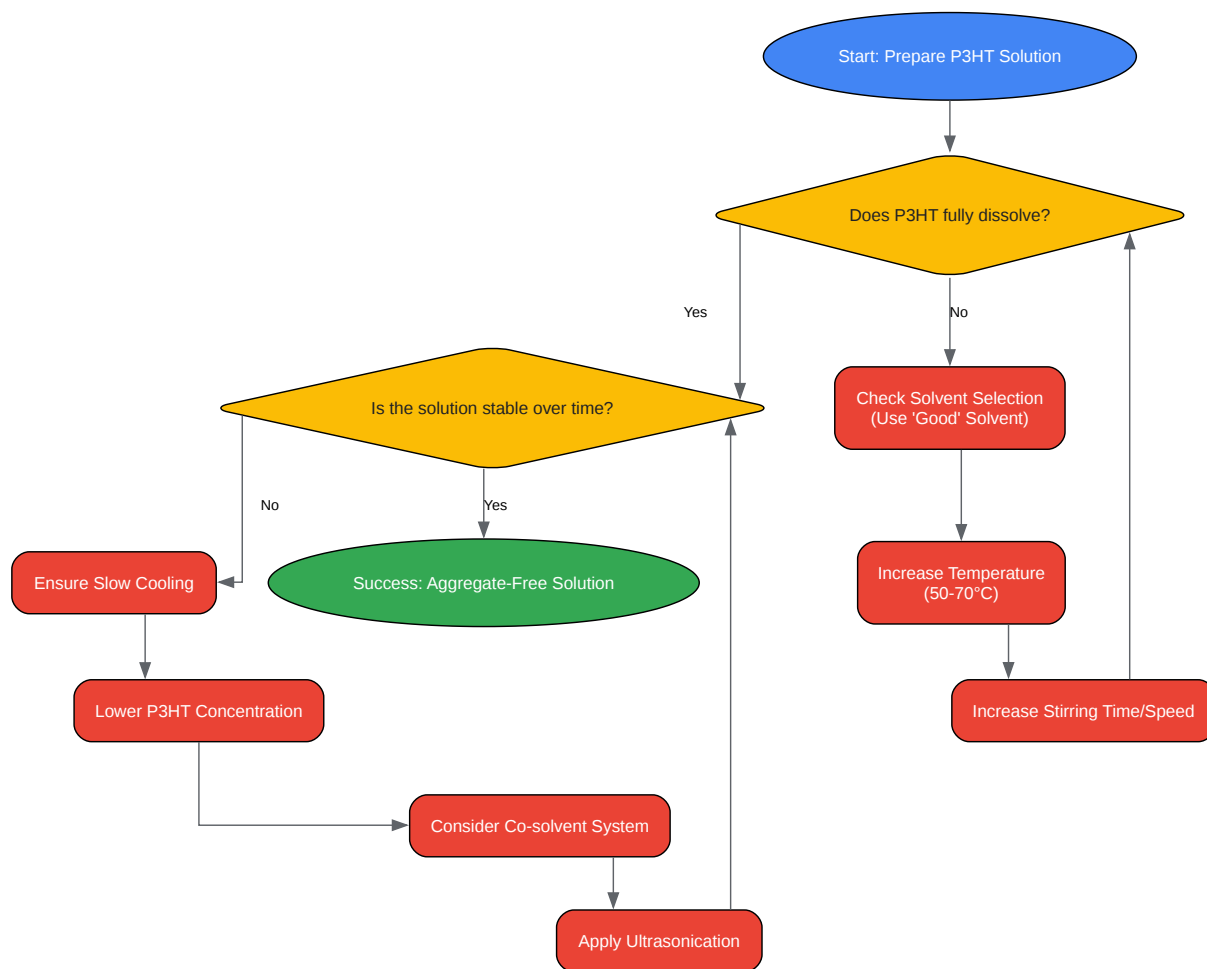 Start: Prepare P3HT Solution
Does P3HT fully dissolve?
Yes
No
Check Solvent Selection
(Use 'Good' Solvent)
Is the solution stable over time?
No
Yes
Increase Temperature
(50-70°C)
Ensure Slow Cooling
Success: Aggregate-Free Solution
Lower P3HT Concentration
Increase Stirring Time/Speed
Consider Co-solvent System
Apply Ultrasonication